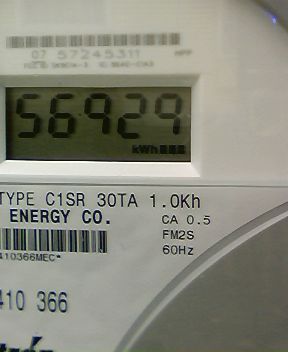 07 57245311
56929
kWh
TYPE C1SR 30TA 1.0Kh
ENERGY CO. CA 0.5
FM2S
60Hz
410366MEC*
410 366